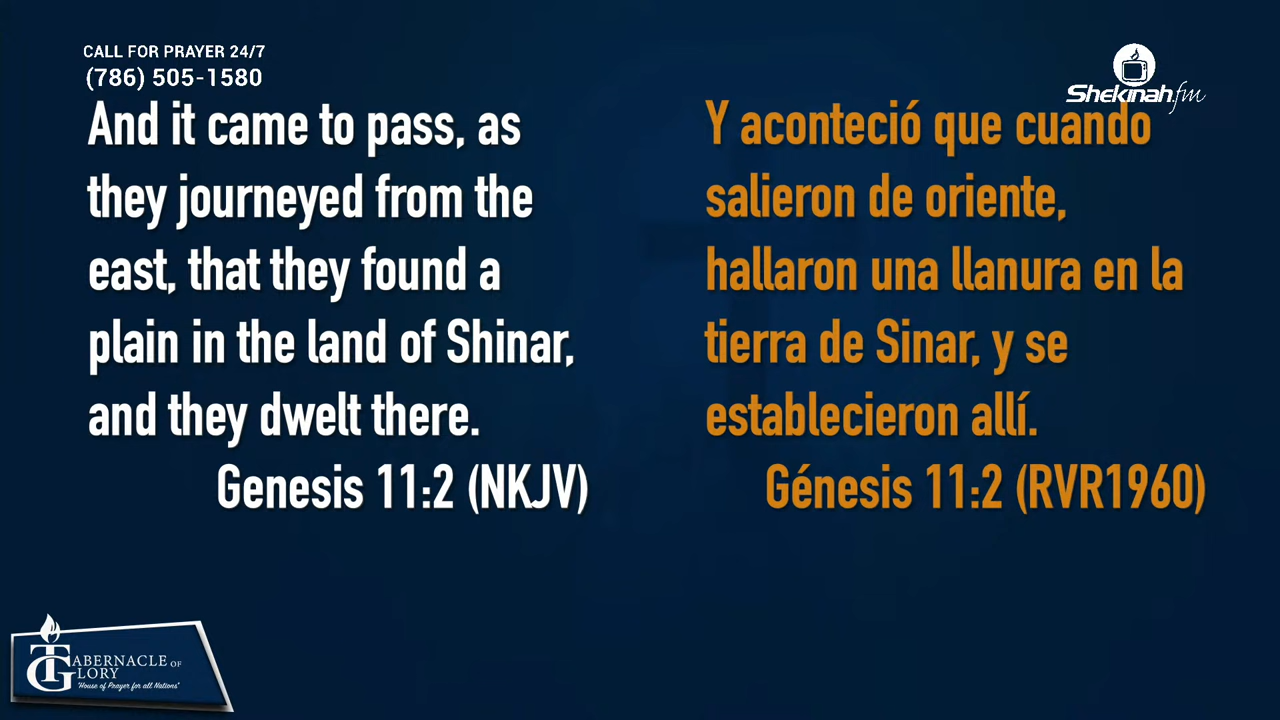 CALL FOR PRAYER 24/7
(786) 505-1580
Shekinah.fm
And it came to pass, as
they journeyed from the
east, that they found a
plain in the land of Shinar,
and they dwelt there.
Genesis 11:2 (NKJV)
Y aconteció que cuando
salieron de oriente,
hallaron una llanura en la
tierra de Sinar, y se
establecieron allí.
Génesis 11:2 (RVR1960)
TABERNACLE OF
GLORY
"House of Prayer for all Nations"